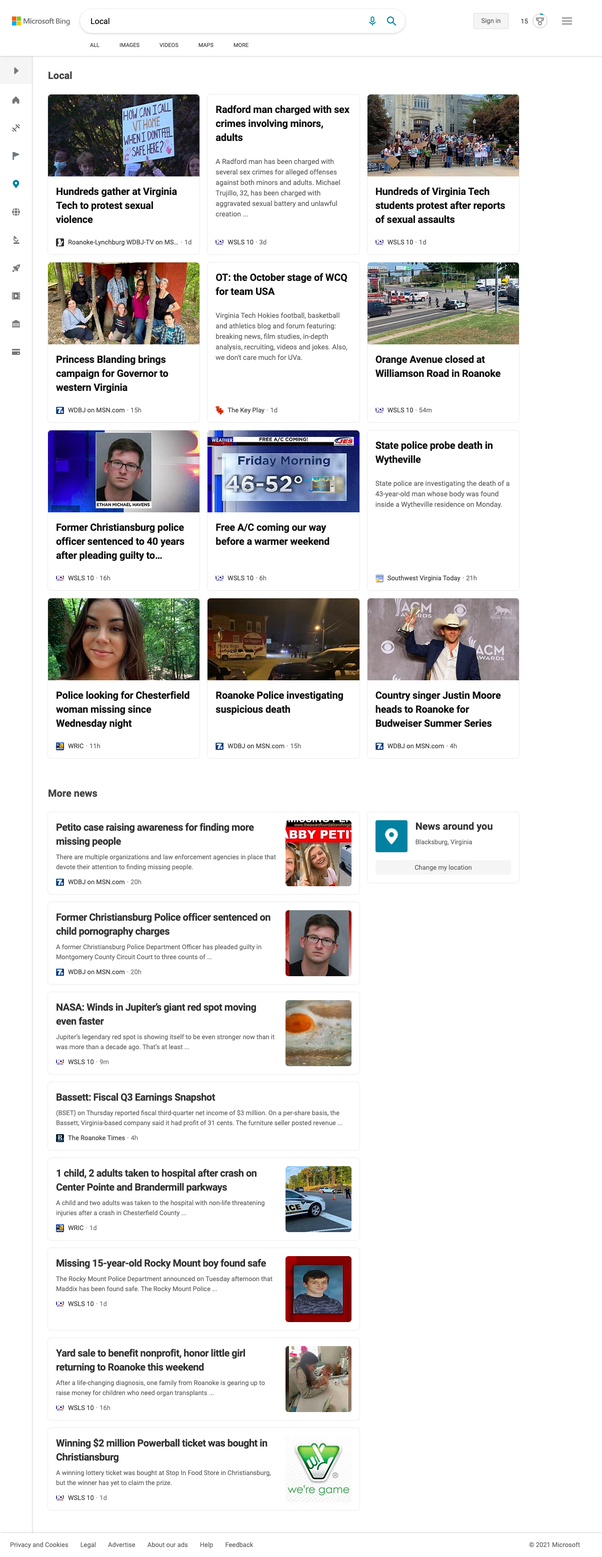 Microsoft Bing
Local
Sign in
15
ALL
IMAGES
VIDEOS
MAPS
MORE
Local
HOW CAN I CALL
VT HOME
WHEN I DON'T FEEL
SAFE HERE?
Hundreds gather at Virginia
Tech to protest sexual
violence
Roanoke-Lynchburg WDBJ-TV on MS... · 1d
Radford man charged with sex
crimes involving minors,
adults
A Radford man has been charged with
several sex crimes for alleged offenses
against both minors and adults. Michael
Trujillo, 32, has been charged with
aggravated sexual battery and unlawful
creation ...
WSLS 10 · 3d
Hundreds of Virginia Tech
students protest after reports
of sexual assaults
WSLS 10 · 1d
Princess Blanding brings
campaign for Governor to
western Virginia
WDBJ on MSN.com · 15h
OT: the October stage of WCQ
for team USA
Virginia Tech Hokies football, basketball
and athletics blog and forum featuring:
breaking news, film studies, in-depth
analysis, recruiting, videos and jokes. Also,
we don't care much for UVa.
The Key Play · 1d
Orange Avenue closed at
Williamson Road in Roanoke
WSLS 10 · 54m
ETHAN MICHAEL HAVENS
Former Christiansburg police
officer sentenced to 40 years
after pleading guilty to...
WSLS 10 · 16h
WEATHER
FREE A/C COMING!
Friday Morning
46-52°
Free A/C coming our way
before a warmer weekend
WSLS 10 · 6h
State police probe death in
Wytheville
State police are investigating the death of a
43-year-old man whose body was found
inside a Wytheville residence on Monday.
Southwest Virginia Today · 21h
Police looking for Chesterfield
woman missing since
Wednesday night
WRIC · 11h
Roanoke Police investigating
suspicious death
WDBJ on MSN.com · 15h
ACM
AWARDS
ACM
AWARDS
Country singer Justin Moore
heads to Roanoke for
Budweiser Summer Series
WDBJ on MSN.com · 4h
More news
Petito case raising awareness for finding more
missing people
There are multiple organizations and law enforcement agencies in place that
devote their attention to finding missing people.
WDBJ on MSN.com · 20h
ABBY PETI
News around you
Blacksburg, Virginia
Change my location
Former Christiansburg Police officer sentenced on
child pornography charges
A former Christiansburg Police Department Officer has pleaded guilty in
Montgomery County Circuit Court to three counts of ...
WDBJ on MSN.com · 20h
NASA: Winds in Jupiter's giant red spot moving
even faster
Jupiter's legendary red spot is showing itself to be even stronger now than it
was more than a decade ago. That's at least ...
WSLS 10 · 9m
Bassett: Fiscal Q3 Earnings Snapshot
(BSET) on Thursday reported fiscal third-quarter net income of $3 million. On a per-share basis, the
Bassett, Virginia-based company said it had profit of 31 cents. The furniture seller posted revenue ...
The Roanoke Times · 4h
1 child, 2 adults taken to hospital after crash on
Center Pointe and Brandermill parkways
A child and two adults was taken to the hospital with non-life threatening
injuries after a crash in Chesterfield County ...
WRIC · 1d
ICE
Missing 15-year-old Rocky Mount boy found safe
The Rocky Mount Police Department announced on Tuesday afternoon that
Maddix has been found safe. The Rocky Mount Police ...
WSLS 10 · 1d
Yard sale to benefit nonprofit, honor little girl
returning to Roanoke this weekend
After a life-changing diagnosis, one family from Roanoke is gearing up to
raise money for children who need organ transplants ...
WSLS 10 · 16h
Winning $2 million Powerball ticket was bought in
Christiansburg
A winning lottery ticket was bought at Stop In Food Store in Christiansburg,
but the winner has yet to claim the prize.
WSLS 10 · 1d
we're game
Privacy and Cookies
Legal
Advertise
About our ads
Help
Feedback
© 2021 Microsoft